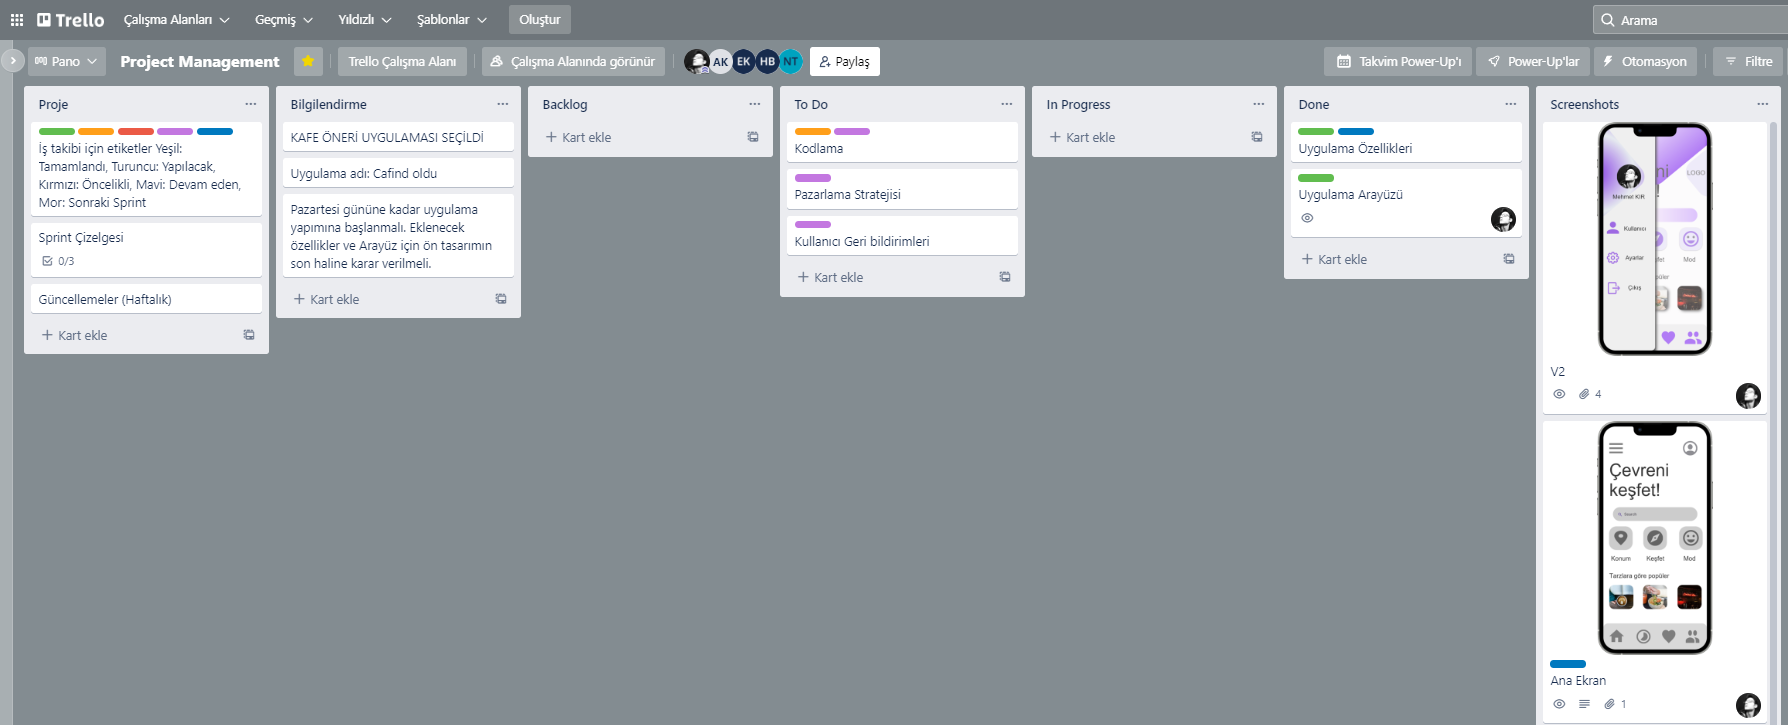 Trello
Çalışma Alanları
Geçmiş
Yıldızlı
Şablonlar
Oluştur
Arama
Pano
Project Management
Trello Çalışma Alanı
Çalışma Alanında görünür
AK
EK
HB
NT
Paylaş
Takvim Power-Up'ı
Power-Up'lar
Otomasyon
Filtre
Proje
İş takibi için etiketler Yeşil:
Tamamlandı, Turuncu: Yapılacak,
Kırmızı: Öncelikli, Mavi: Devam eden,
Mor: Sonraki Sprint
Sprint Çizelgesi
0/3
Güncellemeler (Haftalık)
+ Kart ekle
Bilgilendirme
KAFE ÖNERİ UYGULAMASI SEÇİLDİ
Uygulama adı: Cafind oldu
Pazartesi gününe kadar uygulama
yapımına başlanmalı. Eklenecek
özellikler ve Arayüz için ön tasarımın
son haline karar verilmeli.
+ Kart ekle
Backlog
+ Kart ekle
To Do
Kodlama
Pazarlama Stratejisi
Kullanıcı Geri bildirimleri
+ Kart ekle
In Progress
+ Kart ekle
Done
Uygulama Özellikleri
Uygulama Arayüzü
+ Kart ekle
Screenshots
LOGO
Mehmet KIR
Kullanıcı
Ayarlar
Mod
Çıkış
V2
4
Çevreni
keşfet!
Search
Konum
Keşfet
Mod
Tarzlara göre popüler
Ana Ekran
1